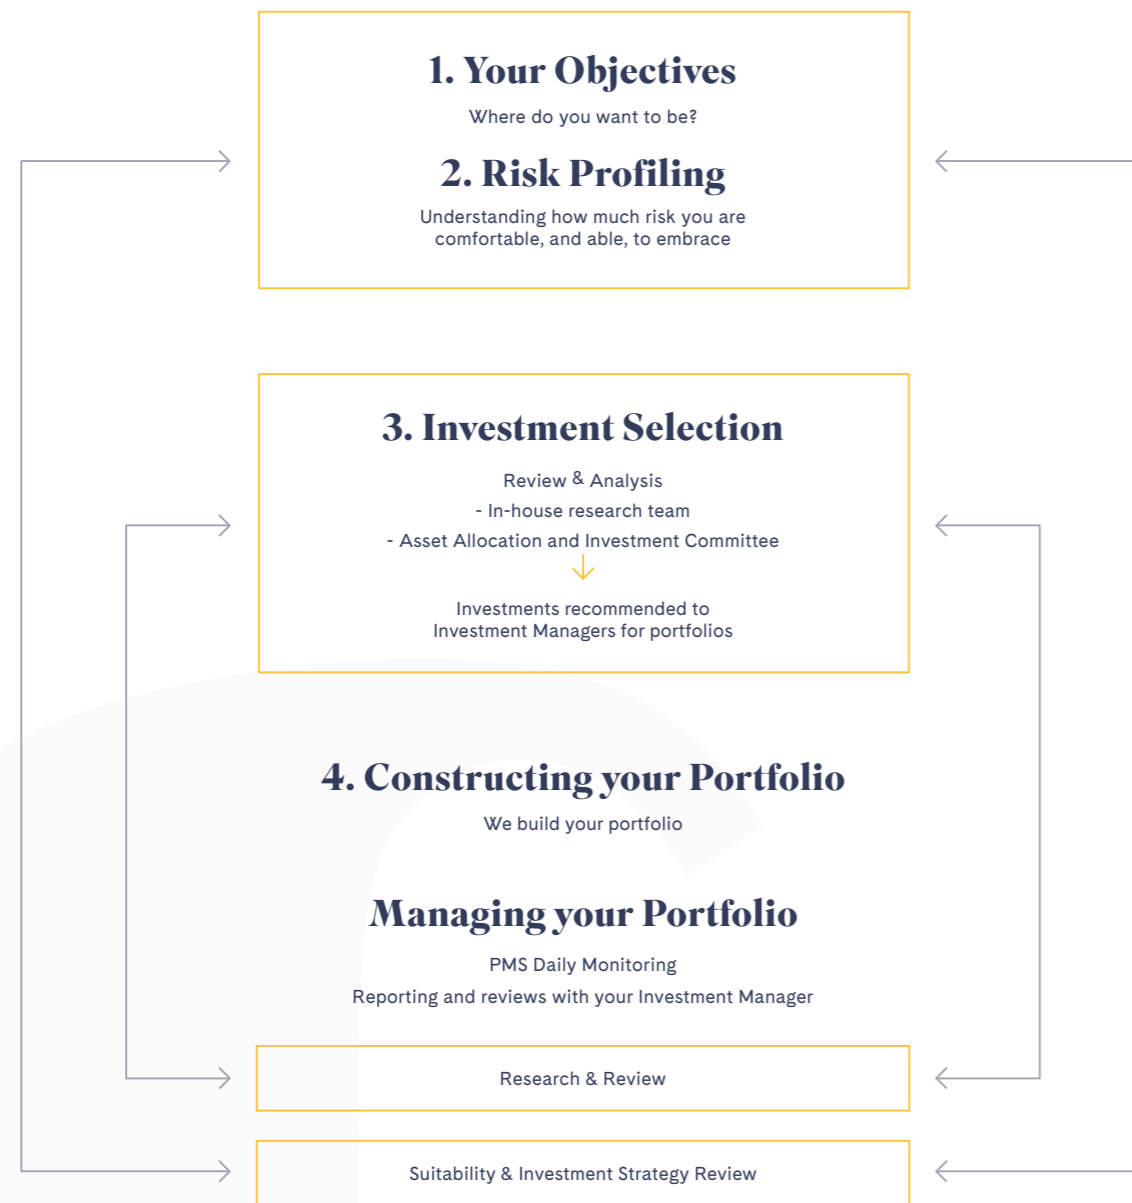 1. Your Objectives
Where do you want to be?
2. Risk Profiling
Understanding how much risk you are
comfortable, and able, to embrace
3. Investment Selection
Review & Analysis
- In-house research team
- Asset Allocation and Investment Committee
Investments recommended to
Investment Managers for portfolios
4. Constructing your Portfolio
We build your portfolio
Managing your Portfolio
PMS Daily Monitoring
Reporting and reviews with your Investment Manager
Research & Review
Suitability & Investment Strategy Review